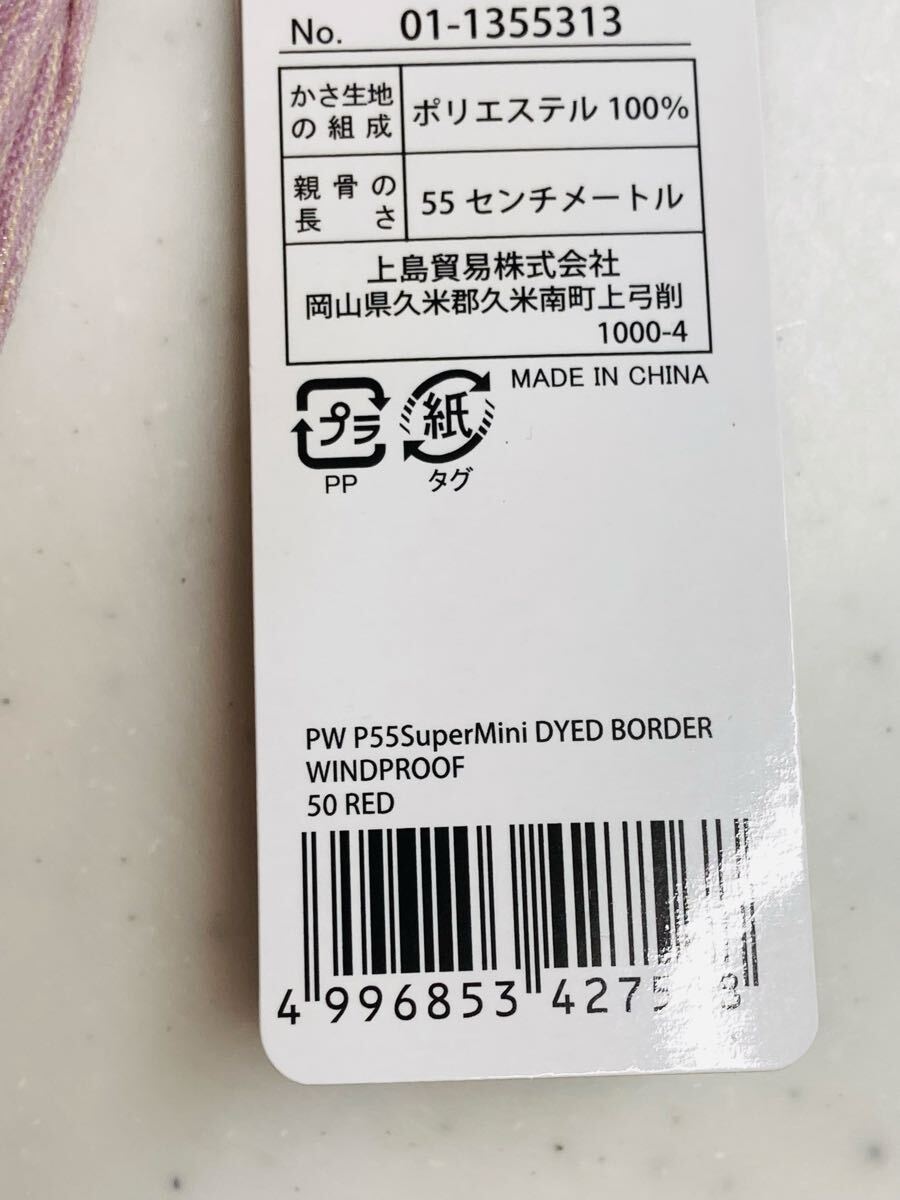 No. 01-1355313
かさ生地 ポリエステル 100%
の組成
親骨の 55 センチメートル
長さ
上島貿易株式会社
岡山県久米郡久米南町上弓削
1000-4
プラ 紙 MADE IN CHINA
PP タグ
PW P55SuperMini DYED BORDER
WINDPROOF
50 RED
4 996853 4275